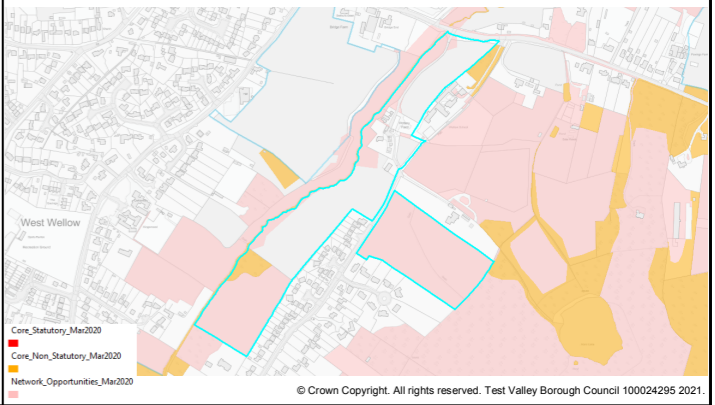 West Wellow
Core_Statutory_Mar2020
Core_Non_Statutory_Mar2020
Network_Opportunities_Mar2020
© Crown Copyright. All rights reserved. Test Valley Borough Council 100024295 2021.